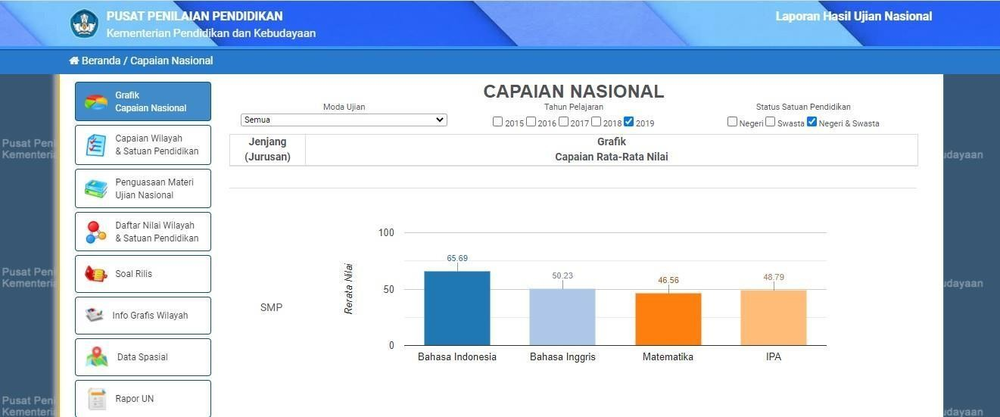 PUSAT PENILAIAN PENDIDIKAN
Kementerian Pendidikan dan Kebudayaan
Laporan Hasil Ujian Nasional
Beranda / Capaian Nasional
Grafik
Capaian Nasional
Capaian Wilayah
& Satuan Pendidikan
Penguasaan Materi
Ujian Nasional
Daftar Nilai Wilayah
& Satuan Pendidikan
Soal Rilis
Info Grafis Wilayah
Data Spasial
Rapor UN
CAPAIAN NASIONAL
Moda Ujian
Semua
Tahun Pelajaran
2015 2016 2017 2018 2019
Status Satuan Pendidikan
Negeri Swasta Negeri & Swasta
Jenjang
(Jurusan)
Grafik
Capaian Rata-Rata Nilai
SMP
Rerata Nilai
100
50
0
65.69
50.23
46.56
48.79
Bahasa Indonesia Bahasa Inggris Matematika IPA
Pusat Peni
Kementeria
udayaan
Pusat Peni
Kementeria
udayaan
Pusat Peni
Kementeria
udayaan